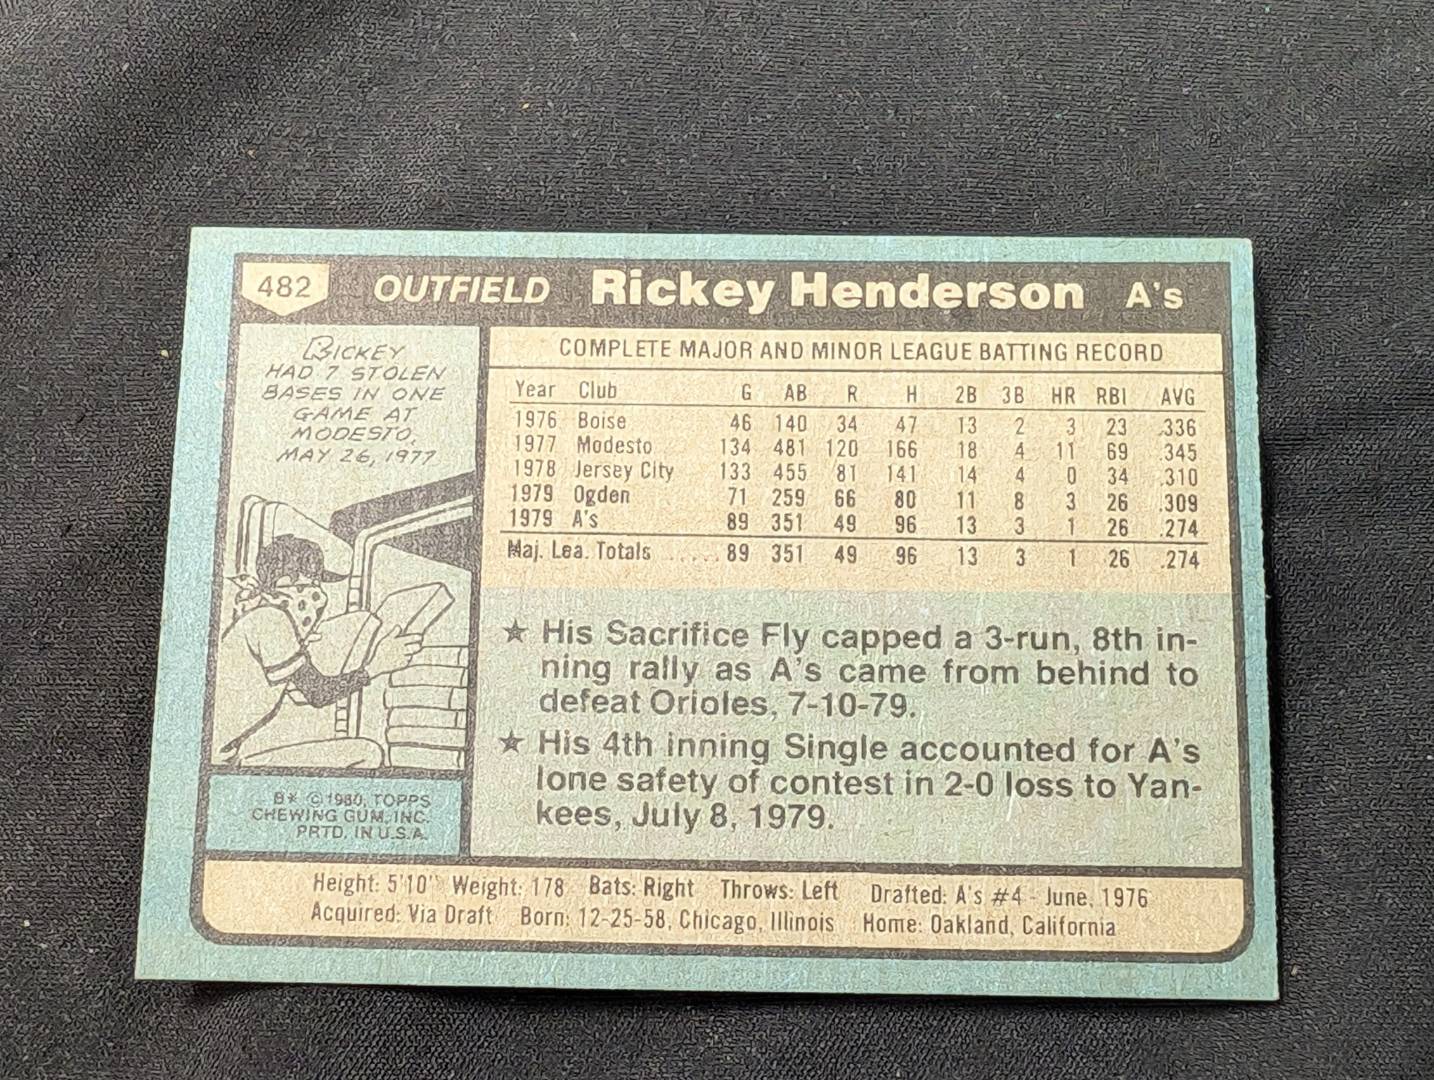 482 OUTFIELD Rickey Henderson A's
RICKEY
HAD 7 STOLEN
BASES IN ONE
GAME AT
MODESTO,
MAY 26, 1977
B* © 1980, TOPPS
CHEWING GUM, INC.
PRTD. IN U.S.A.
COMPLETE MAJOR AND MINOR LEAGUE BATTING RECORD
Year Club G AB R H 2B 3B HR RBI AVG
1976 Boise 46 140 34 47 13 2 3 23 .336
1977 Modesto 134 481 120 166 18 4 11 69 .345
1978 Jersey City 133 455 81 141 14 4 0 34 .310
1979 Ogden 71 259 66 80 11 8 3 26 .309
1979 A's 89 351 49 96 13 3 1 26 .274
Maj. Lea. Totals ...... 89 351 49 96 13 3 1 26 .274
★ His Sacrifice Fly capped a 3-run, 8th in-
ning rally as A's came from behind to
defeat Orioles, 7-10-79.
★ His 4th inning Single accounted for A's
lone safety of contest in 2-0 loss to Yan-
kees, July 8, 1979.
Height: 5'10" Weight: 178 Bats: Right Throws: Left Drafted: A's #4 - June, 1976
Acquired: Via Draft Born: 12-25-58, Chicago, Illinois Home: Oakland, California